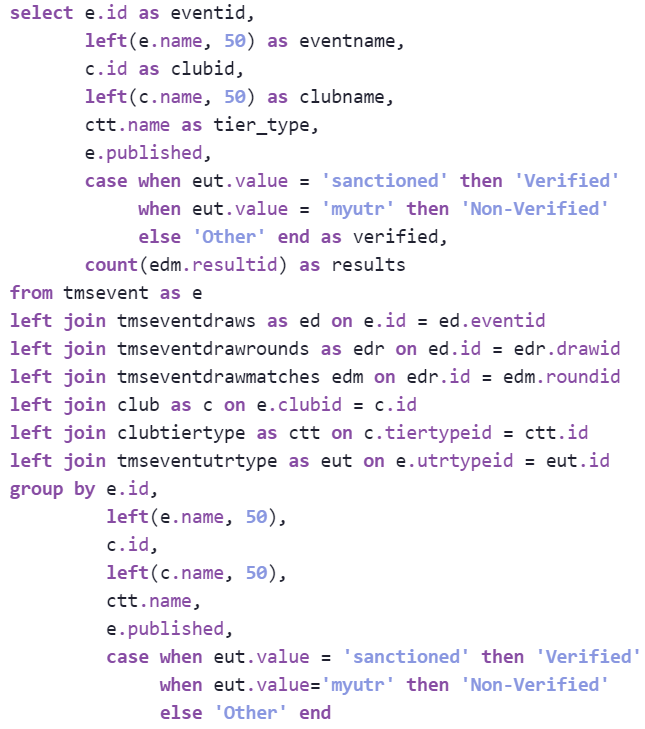 select e.id as eventid,
left(e.name, 50) as eventname,
c.id as clubid,
left(c.name, 50) as clubname,
ctt.name as tier_type,
e.published,
case when eut.value = 'sanctioned' then 'Verified'
when eut.value = 'myutr' then 'Non-Verified'
else 'Other' end as verified,
count(edm.resultid) as results
from tmsevent as e
left join tmseventdraws as ed on e.id = ed.eventid
left join tmseventdrawrounds as edr on ed.id = edr.drawid
left join tmseventdrawmatches edm on edr.id = edm.roundid
left join club as c on e.clubid = c.id
left join clubtiertype as ctt on c.tiertypeid = ctt.id
left join tmseventutrtype as eut on e.utrtypeid = eut.id
group by e.id,
left(e.name, 50),
c.id,
left(c.name, 50),
ctt.name,
e.published,
case when eut.value = 'sanctioned' then 'Verified'
when eut.value='myutr' then 'Non-Verified'
else 'Other' end